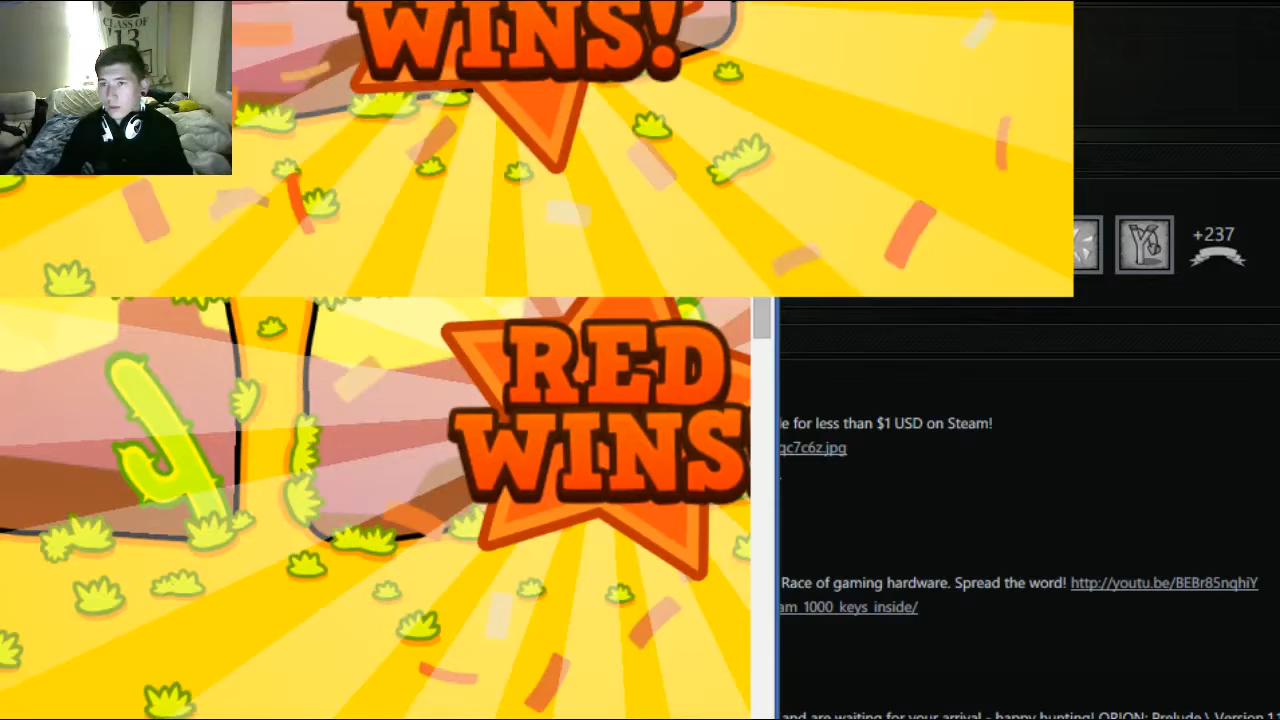 CLASS OF
'13
WINS!
+237
RED
WINS
le for less than $1 USD on Steam!
qc7c6z.jpg
Race of gaming hardware. Spread the word! http://youtu.be/BEBr85nqhiY
am_1000_keys_inside/
and are waiting for your arrival - happy hunting! ORION: Prelude \ Version 1.